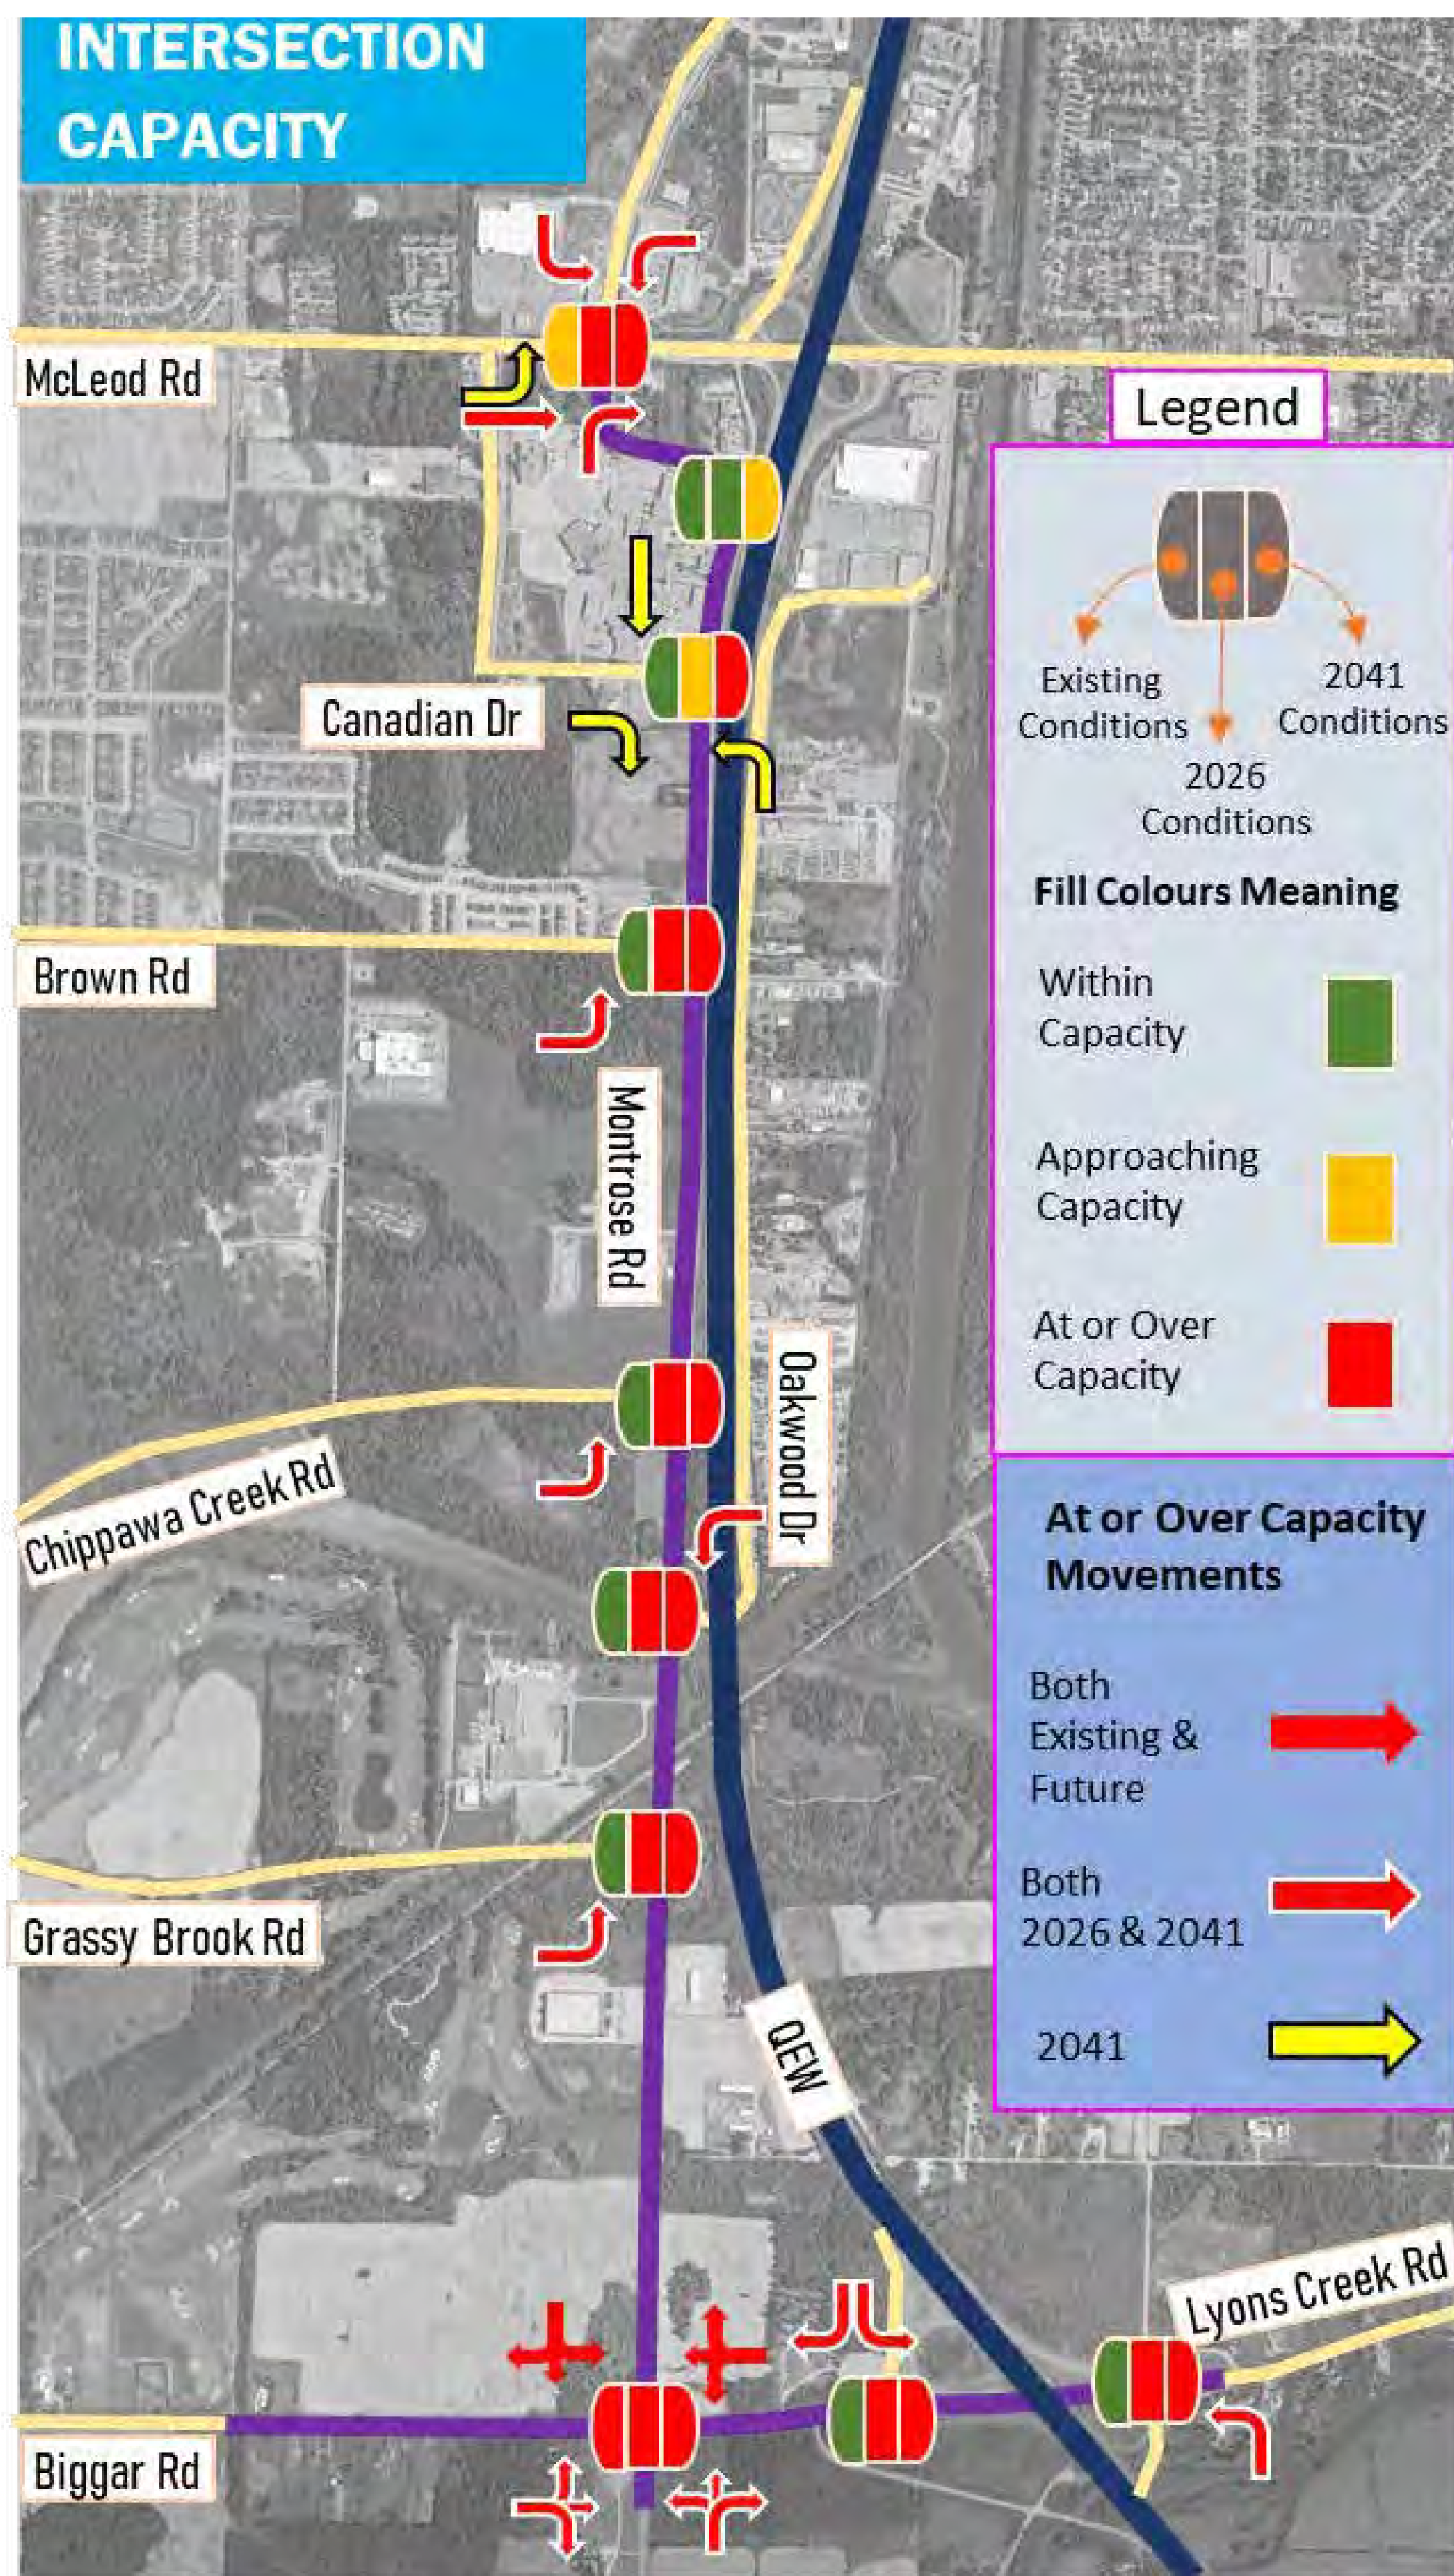 INTERSECTION
CAPACITY
McLeod Rd
Legend
Existing
Conditions
2041
Conditions
2026
Conditions
Canadian Dr
Fill Colours Meaning
Within
Capacity
Brown Rd
Montrose Rd
Approaching
Capacity
At or Over
Capacity
Oakwood Dr
Chippawa Creek Rd
At or Over Capacity
Movements
Both
Existing &
Future
Both
2026 & 2041
Grassy Brook Rd
2041
QEW
Lyons Creek Rd
Biggar Rd